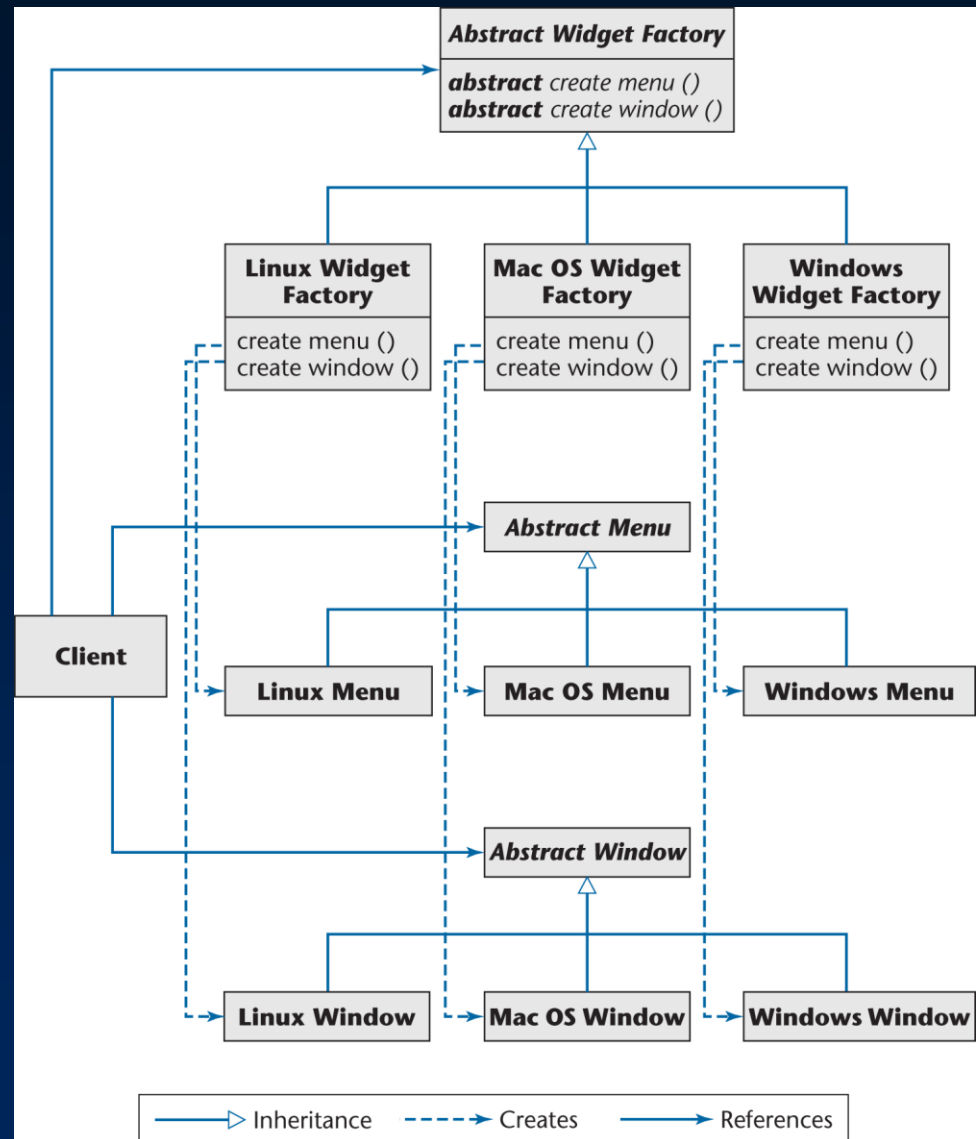 Abstract Widget Factory
abstract create menu ()
abstract create window ()
Linux Widget
Factory
create menu ()
create window ()
Mac OS Widget
Factory
create menu ()
create window ()
Windows
Widget Factory
create menu ()
create window ()
Abstract Menu
Client
Linux Menu
Mac OS Menu
Windows Menu
Abstract Window
Linux Window
Mac OS Window
Windows Window
Inheritance
Creates
References